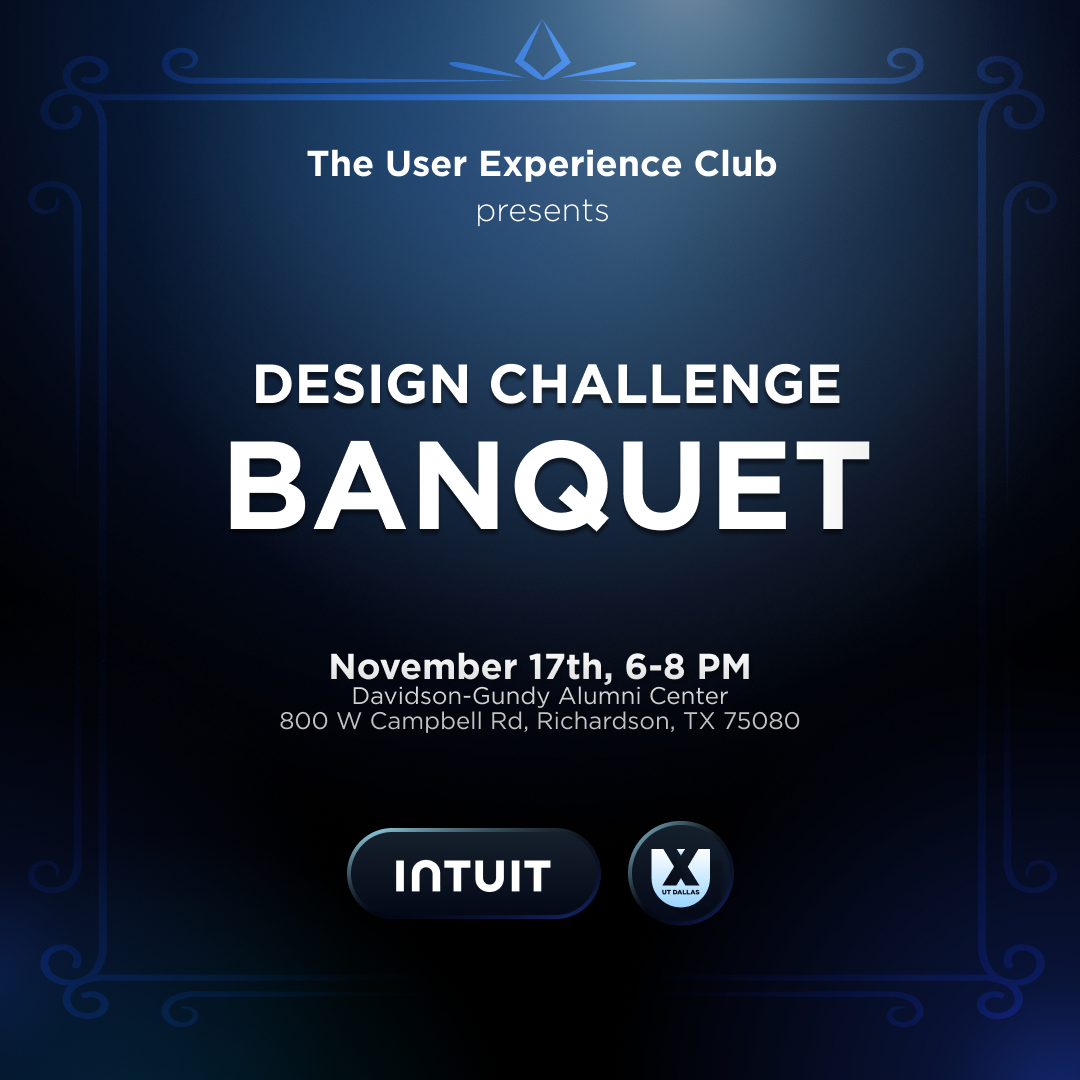 The User Experience Club
presents
DESIGN CHALLENGE
BANQUET
November 17th, 6-8 PM
Davidson-Gundy Alumni Center
800 W Campbell Rd, Richardson, TX 75080
INTUIT
UX
UT DALLAS